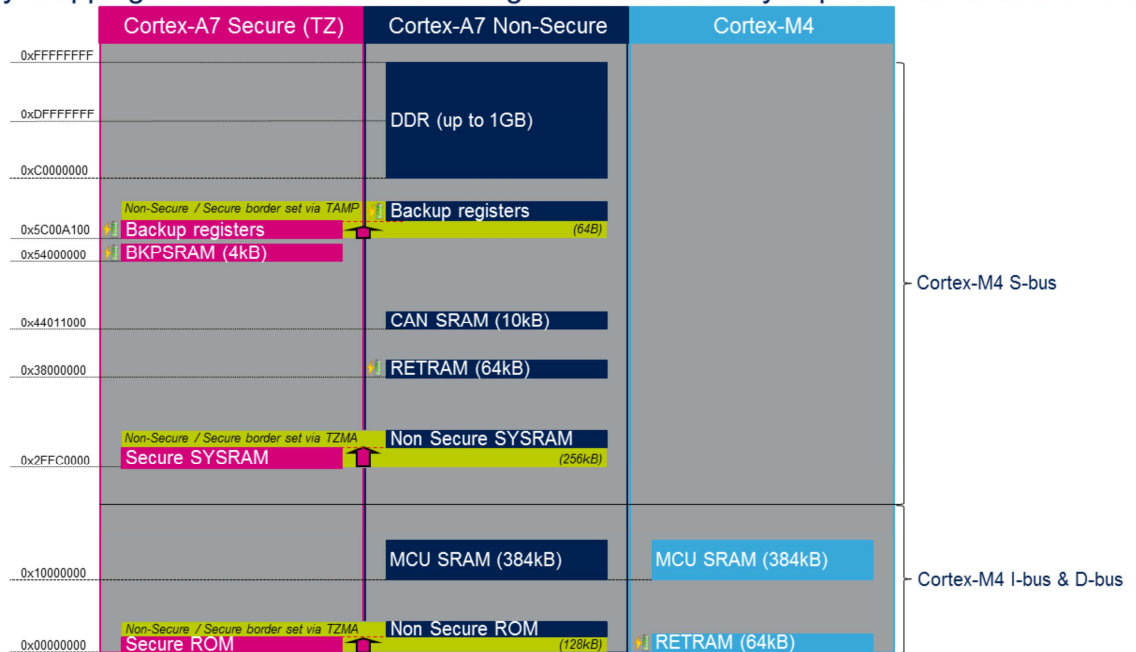 Cortex-A7 Secure (TZ) Cortex-A7 Non-Secure Cortex-M4
0xFFFFFFFF
0xDFFFFFFF
DDR (up to 1GB)
0xC0000000
Non-Secure / Secure border set via TAMP
Backup registers
0x5C00A100 Backup registers (64B)
0x54000000 BKPSRAM (4kB)
Cortex-M4 S-bus
0x44011000 CAN SRAM (10kB)
0x38000000 RETRAM (64kB)
Non-Secure / Secure border set via TZMA Non Secure SYSRAM
0x2FFC0000 Secure SYSRAM (256kB)
MCU SRAM (384kB) MCU SRAM (384kB)
0x10000000 Cortex-M4 I-bus & D-bus
Non-Secure / Secure border set via TZMA Non Secure ROM
0x00000000 Secure ROM (128kB) RETRAM (64kB)